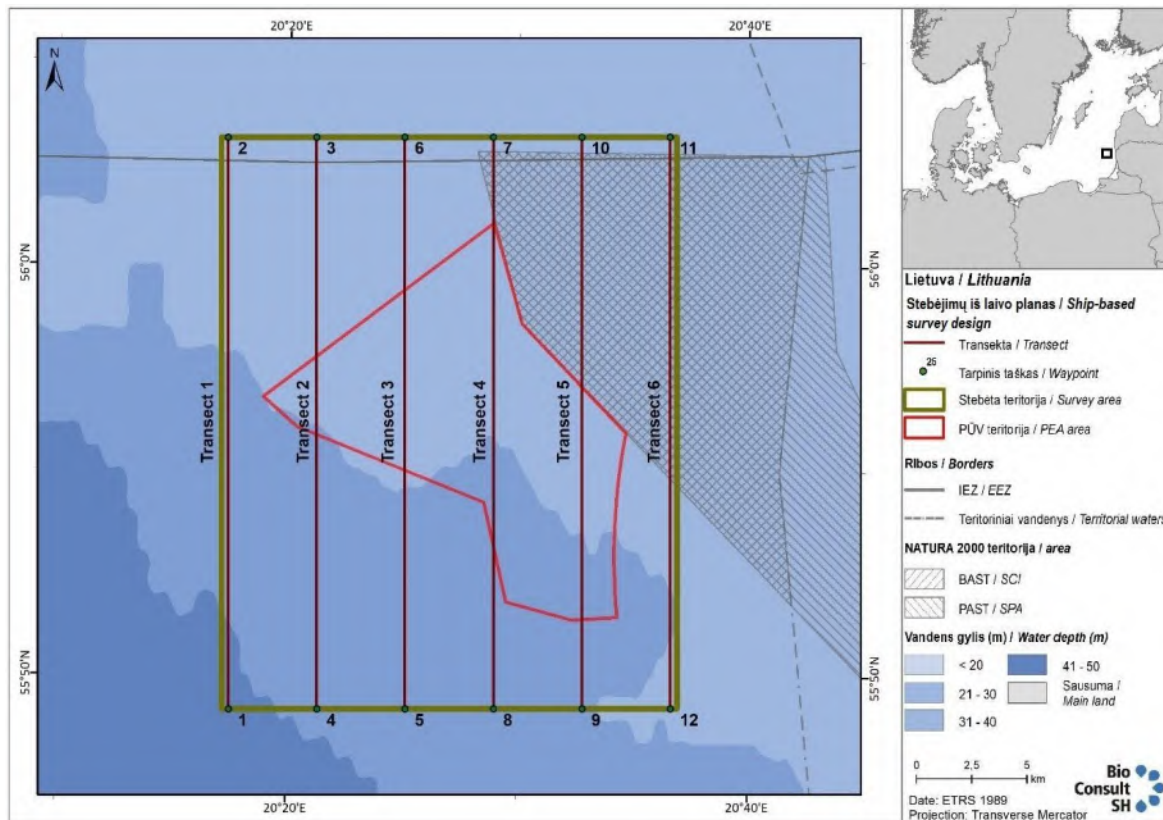 20°20'E
20°40'E
N
2
3
6
7
10
11
56°0'N
56°0'N
Transect 1
Transect 2
Transect 3
Transect 4
Transect 5
Transect 6
55°50'N
55°50'N
1
4
5
8
9
12
20°20'E
20°40'E
Lietuva / Lithuania
Stebėjimų iš laivo planas / Ship-based
survey design
Transekta / Transect
25
Tarpinis taškas / Waypoint
Stebėta teritorija / Survey area
PŪV teritorija / PEA area
Ribos / Borders
IEZ / EEZ
Teritoriniai vandenys / Territorial waters
NATURA 2000 teritorija / area
BAST / SCI
PAST / SPA
Vandens gylis (m) / Water depth (m)
< 20
41 - 50
21 - 30
Sausuma /
Main land
31 - 40
0 2,5 5
km
Bio
Consult
SH
Date: ETRS 1989
Projection: Transverse Mercator